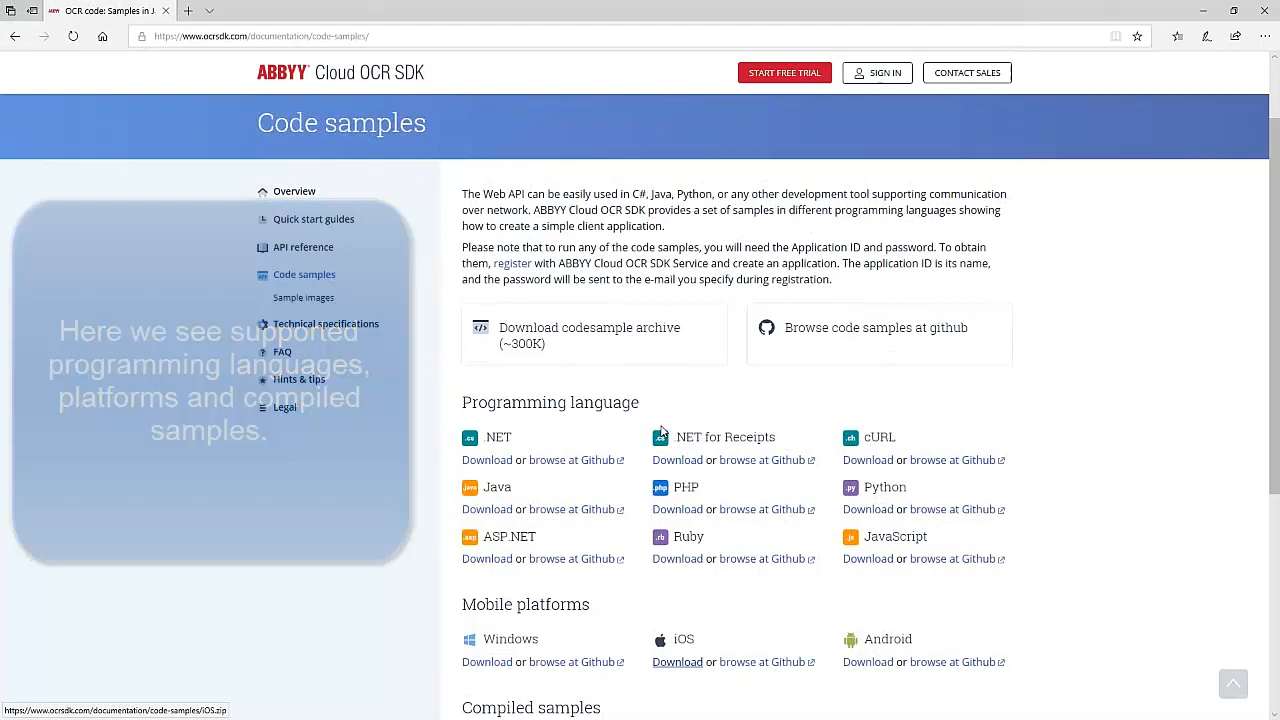 OCR code: Samples in J
https://www.ocrsdk.com/documentation/code-samples/
ABBYY Cloud OCR SDK
START FREE TRIAL
SIGN IN
CONTACT SALES
Code samples
Overview
Quick start guides
API reference
Code samples
Sample images
Technical specifications
FAQ
Hints & tips
Legal
Here we see supported
programming languages,
platforms and compiled
samples.
The Web API can be easily used in C#, Java, Python, or any other development tool supporting communication
over network. ABBYY Cloud OCR SDK provides a set of samples in different programming languages showing
how to create a simple client application.
Please note that to run any of the code samples, you will need the Application ID and password. To obtain
them, register with ABBYY Cloud OCR SDK Service and create an application. The application ID is its name,
and the password will be sent to the e-mail you specify during registration.
Download codesample archive
(~300K)
Browse code samples at github
Programming language
.cs .NET
.NET for Receipts
.ch cURL
Download or browse at Github
Download or browse at Github
Download or browse at Github
.java Java
.php PHP
.py Python
Download or browse at Github
Download or browse at Github
Download or browse at Github
.asp ASP.NET
.rb Ruby
.js JavaScript
Download or browse at Github
Download or browse at Github
Download or browse at Github
Mobile platforms
Windows
iOS
Android
Download or browse at Github
Download or browse at Github
Download or browse at Github
Compiled samples
https://www.ocrsdk.com/documentation/code-samples/iOS.zip